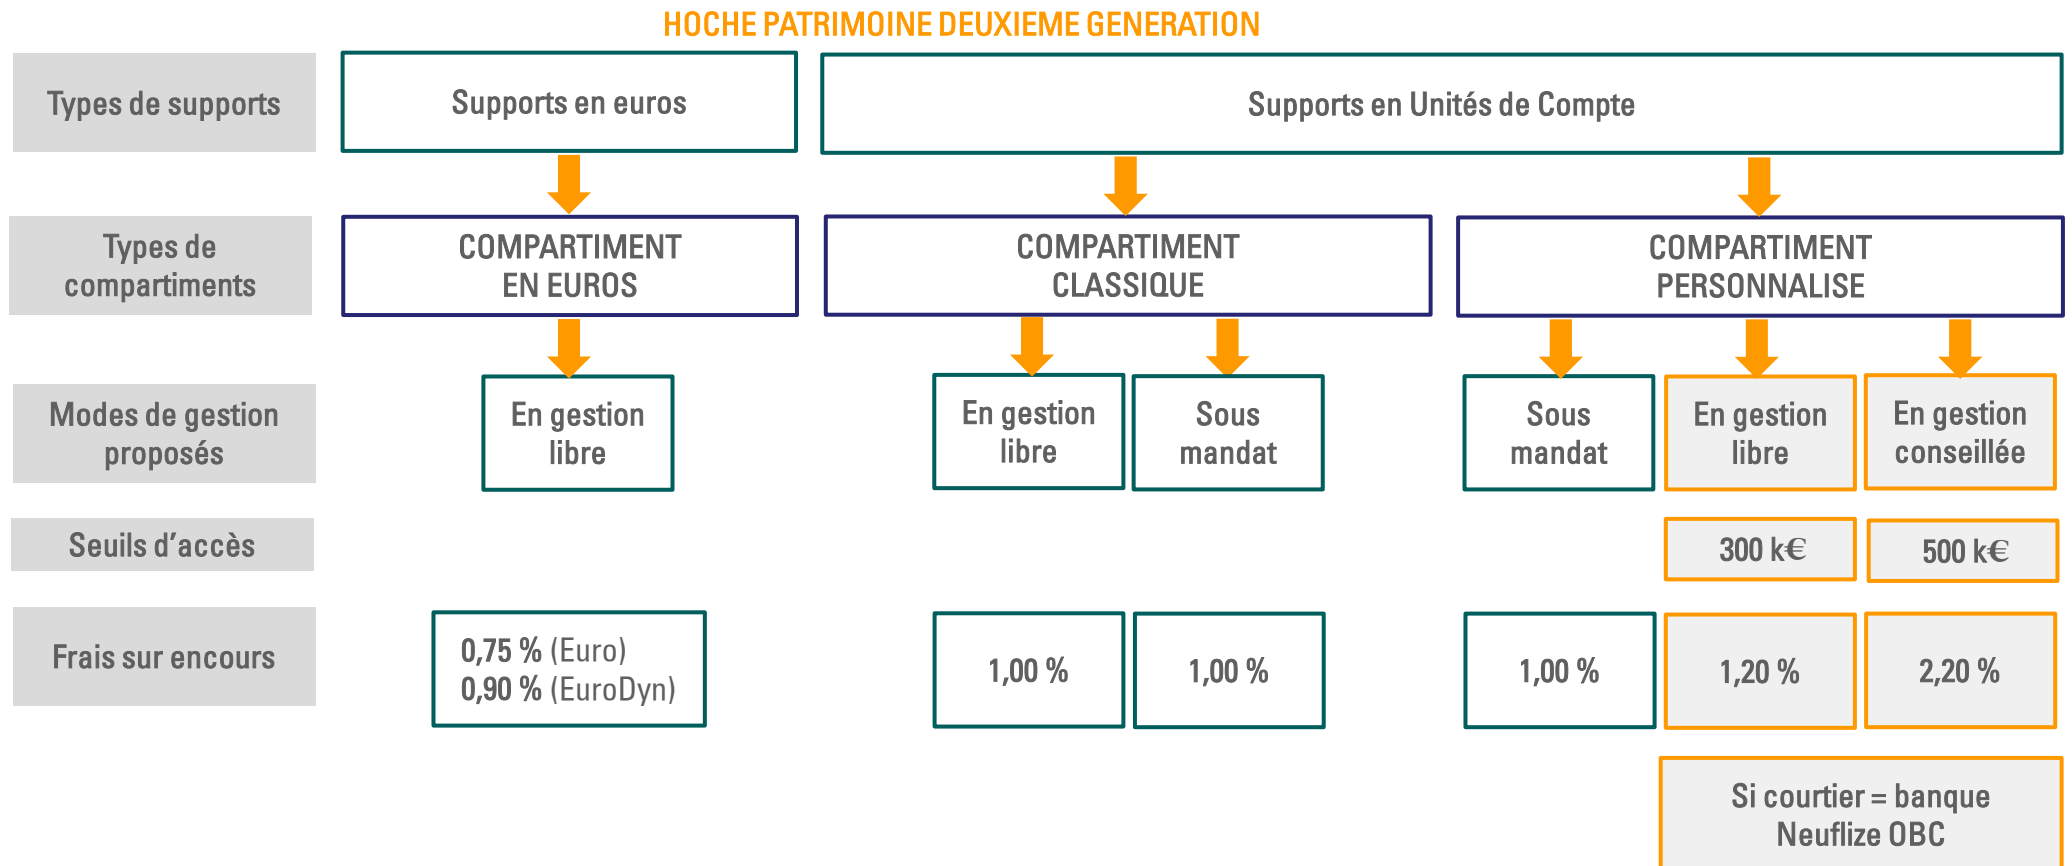 HOCHE PATRIMOINE DEUXIEME GENERATION
Types de supports
Supports en euros
Supports en Unités de Compte
Types de
compartiments
COMPARTIMENT
EN EUROS
COMPARTIMENT
CLASSIQUE
COMPARTIMENT
PERSONNALISE
Modes de gestion
proposés
En gestion
libre
En gestion
libre
Sous
mandat
Sous
mandat
En gestion
libre
En gestion
conseillée
Seuils d’accès
300 k€
500 k€
Frais sur encours
0,75 % (Euro)
0,90 % (EuroDyn)
1,00 %
1,00 %
1,00 %
1,20 %
2,20 %
Si courtier = banque
Neuflize OBC